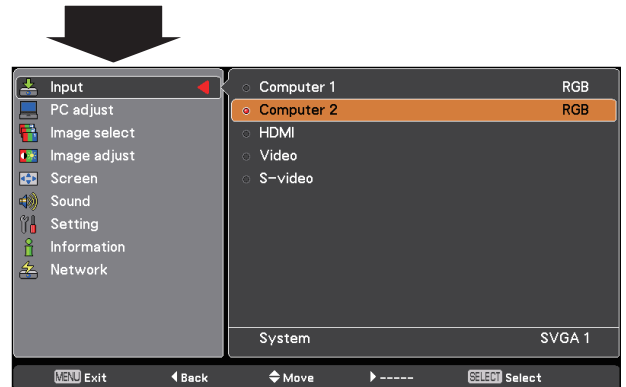 Input
PC adjust
Image select
Image adjust
Screen
Sound
Setting
Information
Network
Computer 1 RGB
Computer 2 RGB
HDMI
Video
S-video
System SVGA 1
MENU Exit Back Move ----- SELECT Select